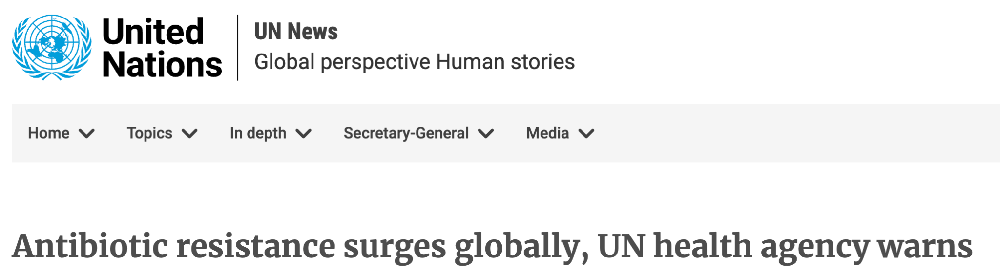 United
Nations
UN News
Global perspective Human stories
Home
Topics
In depth
Secretary-General
Media
Antibiotic resistance surges globally, UN health agency warns